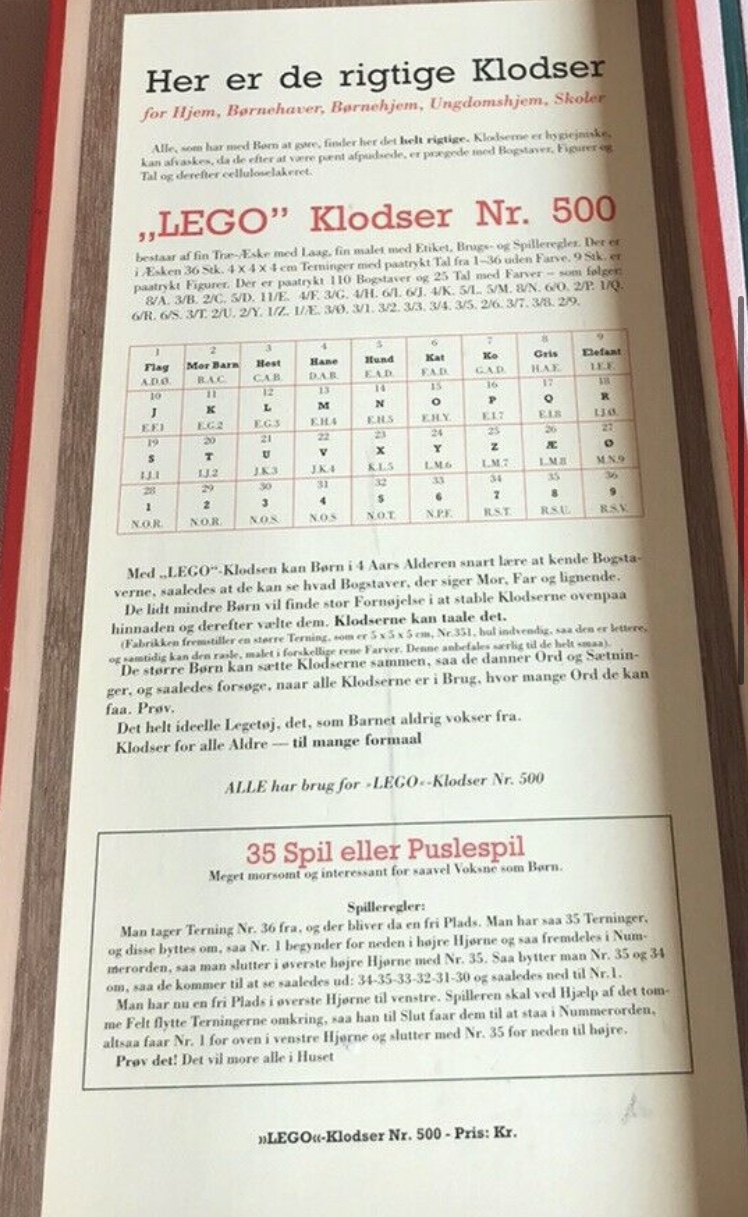 Her er de rigtige Klodser
for Hjem, Børnehaver, Børnehjem, Ungdomshjem, Skoler
Alle, som har med Børn at gøre, finder her det helt rigtige. Klodserne er hygiejniske,
kan afvaskes, da de efter at være pænt afpudsede, er prægede med Bogstaver, Figurer og
Tal og derefter celluloselakeret.
„LEGO” Klodser Nr. 500
bestaar af fin Træ-Æske med Laag, fin malet med Etiket, Brugs- og Spilleregler. Der er
i Æsken 36 Stk. 4 x 4 x 4 cm Terninger med paatrykt Tal fra 1–36 uden Farve. 9 Stk. er
paatrykt Figurer. Der er paatrykt 110 Bogstaver og 25 Tal med Farver – som følger:
8/A. 3/B. 2/C. 5/D. 11/E. 4/F. 3/G. 4/H. 6/I. 6/J. 4/K. 5/L. 5/M. 8/N. 6/O. 2/P. 1/Q.
6/R. 6/S. 3/T. 2/U. 2/Y. 1/Z. 1/Æ. 3/Ø. 3/1. 3/2. 3/3. 3/4. 3/5. 2/6. 3/7. 3/8. 2/9.
1 2 3 4 5 6 7 8 9
Flag Mor Barn Hest Hane Hund Kat Ko Gris Elefant
A.D.Ø. B.A.C. C.A.B. D.A.B. E.A.D. F.A.D. G.A.D. H.A.E. I.E.F.
10 11 12 13 14 15 16 17 18
J K L M N O P Q R
E.F.1 E.G.2 E.G.3 E.H.4 E.H.5 E.H.Y. E.I.7 E.I.8 I.J.Ø.
19 20 21 22 23 24 25 26 27
S T U V X Y Z Æ Ø
I.J.1 I.J.2 J.K.3 J.K.4 K.L.5 L.M.6 L.M.7 L.M.8 M.N.9
28 29 30 31 32 33 34 35 36
1 2 3 4 5 6 7 8 9
N.O.R. N.O.R. N.O.S. N.O.S N.O.T. N.P.F. R.S.T. R.S.U. R.S.V.
Med „LEGO“-Klodsen kan Børn i 4 Aars Alderen snart lære at kende Bogsta-
verne, saaledes at de kan se hvad Bogstaver, der siger Mor, Far og lignende.
De lidt mindre Børn vil finde stor Fornøjelse i at stable Klodserne ovenpaa
hinnaden og derefter vælte dem. Klodserne kan taale det.
(Fabrikken fremstiller en større Terning, som er 5 x 5 x 5 cm, Nr. 351, hul indvendig, saa den er lettere,
og samtidig kan den rasle, malet i forskellige rene Farver. Denne anbefales særlig til de helt smaa).
De større Børn kan sætte Klodserne sammen, saa de danner Ord og Sætnin-
ger, og saaledes forsøge, naar alle Klodserne er i Brug, hvor mange Ord de kan
faa. Prøv.
Det helt ideelle Legetøj, det, som Barnet aldrig vokser fra.
Klodser for alle Aldre — til mange formaal
ALLE har brug for »LEGO«-Klodser Nr. 500
35 Spil eller Puslespil
Meget morsomt og interessant for saavel Voksne som Børn.
Spilleregler:
Man tager Terning Nr. 36 fra, og der bliver da en fri Plads. Man har saa 35 Terninger,
og disse byttes om, saa Nr. 1 begynder for neden i højre Hjørne og saa fremdeles i Num-
merorden, saa man slutter i øverste højre Hjørne med Nr. 35. Saa bytter man Nr. 35 og 34
om, saa de kommer til at se saaledes ud: 34-35-33-32-31-30 og saaledes ned til Nr. 1.
Man har nu en fri Plads i øverste Hjørne til venstre. Spilleren skal ved Hjælp af det tom-
me Felt flytte Terningerne omkring, saa han til Slut faar dem til at staa i Nummerorden,
altsaa faar Nr. 1 for oven i venstre Hjørne og slutter med Nr. 35 for neden til højre.
Prøv det! Det vil more alle i Huset
»LEGO«-Klodser Nr. 500 - Pris: Kr.